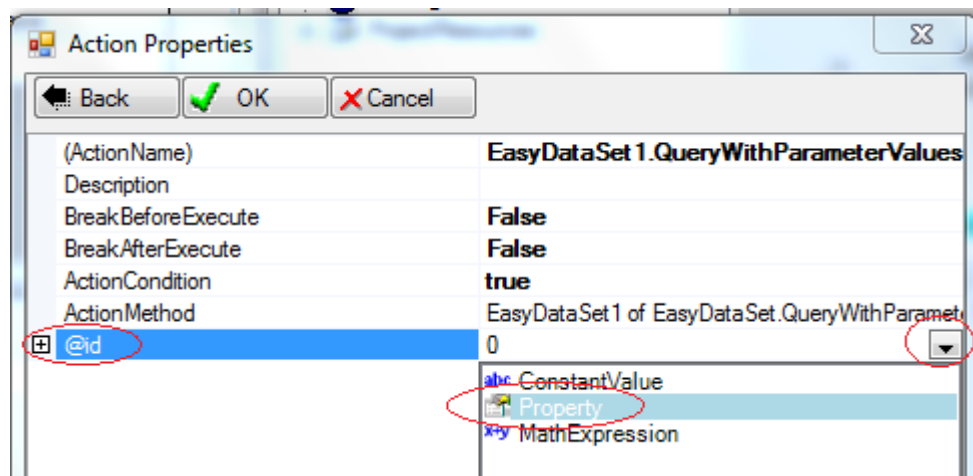 Action Properties
Back OK Cancel
(ActionName) EasyDataSet1.QueryWithParameterValues
Description
BreakBeforeExecute False
BreakAfterExecute False
ActionCondition true
ActionMethod EasyDataSet1 of EasyDataSet.QueryWithParamet
@id 0
abc ConstantValue
Property
x+y MathExpression